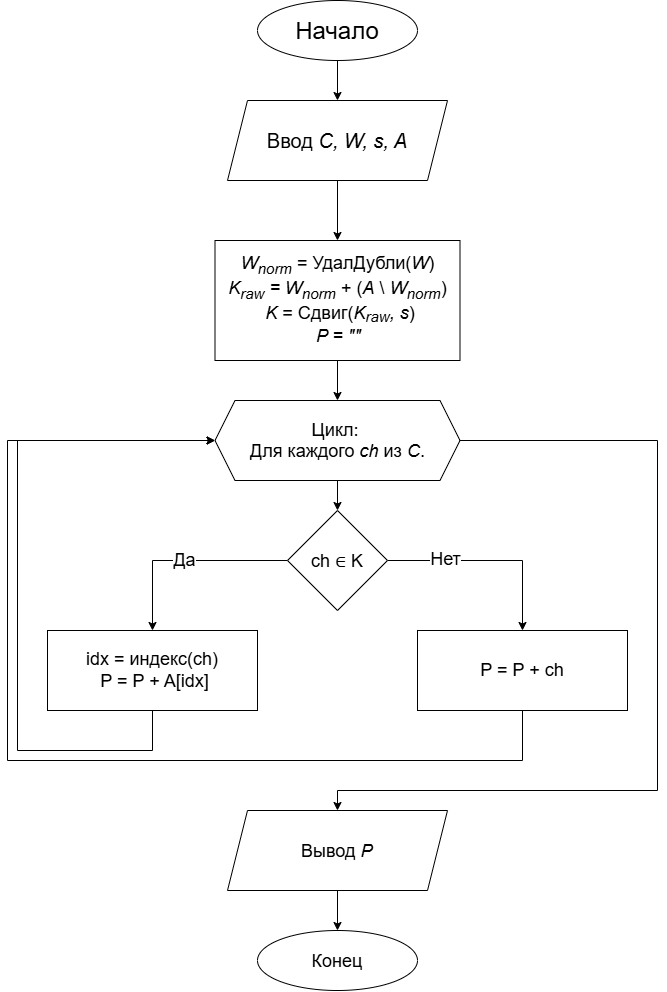 Начало
Ввод C, W, s, A
Wnorm = УдалДубли(W)
Kraw = Wnorm + (A \ Wnorm)
K = Сдвиг(Kraw, s)
P = ""
Цикл:
Для каждого ch из C.
ch ∈ K
Да
Нет
idx = индекс(ch)
P = P + A[idx]
P = P + ch
Вывод P
Конец